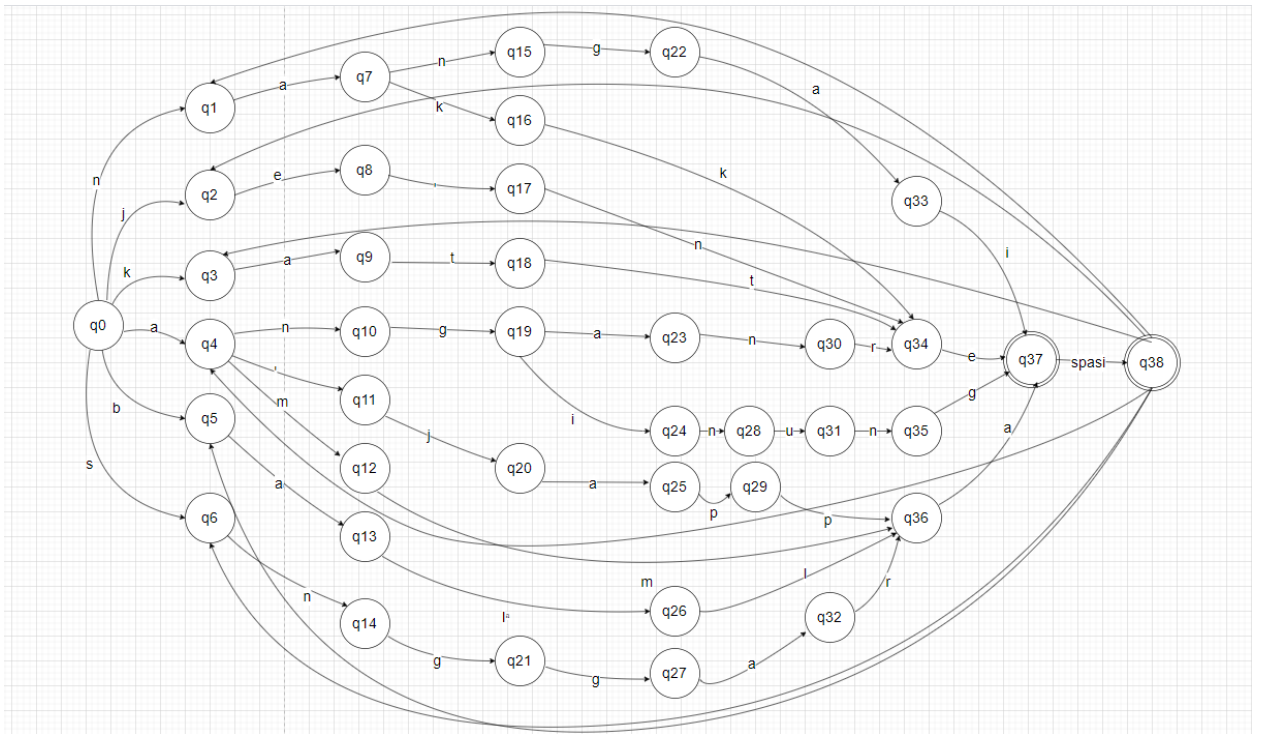 q15
g
q22
n
q7
a
a
q1
k
q16
n
k
q8
e
q17
q2
'
q33
j
n
i
q9
t
q18
k
a
q3
t
q0
a
q4
n
q10
g
q19
a
q23
n
q30
r
q34
e
q37
spasi
q38
'
q11
m
g
b
q5
i
q24
n
q28
u
q31
n
q35
j
a
s
q12
q20
a
q25
q29
a
p
p
q6
q36
q13
m
l
r
n
q14
lª
q26
q32
g
q21
g
q27
a